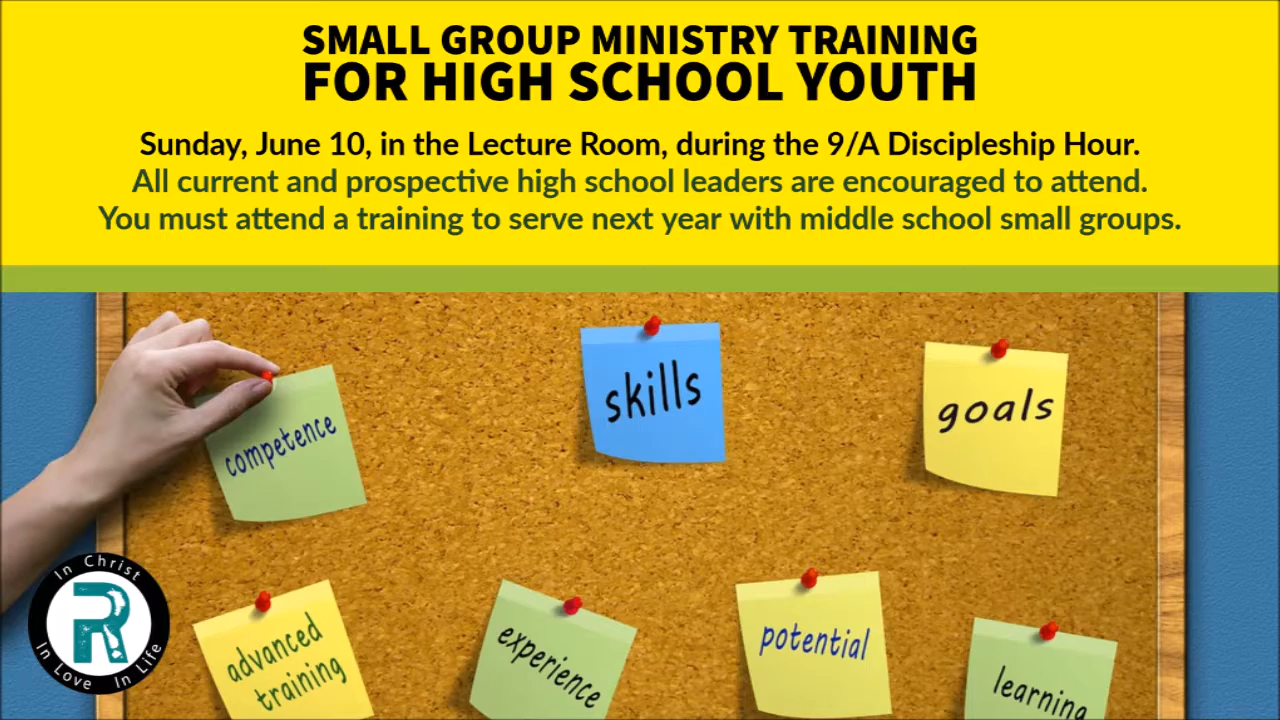 SMALL GROUP MINISTRY TRAINING
FOR HIGH SCHOOL YOUTH
Sunday, June 10, in the Lecture Room, during the 9/A Discipleship Hour.
All current and prospective high school leaders are encouraged to attend.
You must attend a training to serve next year with middle school small groups.
competence
skills
goals
advanced
training
experience
potential
learning
In Christ
R
In Love In Life